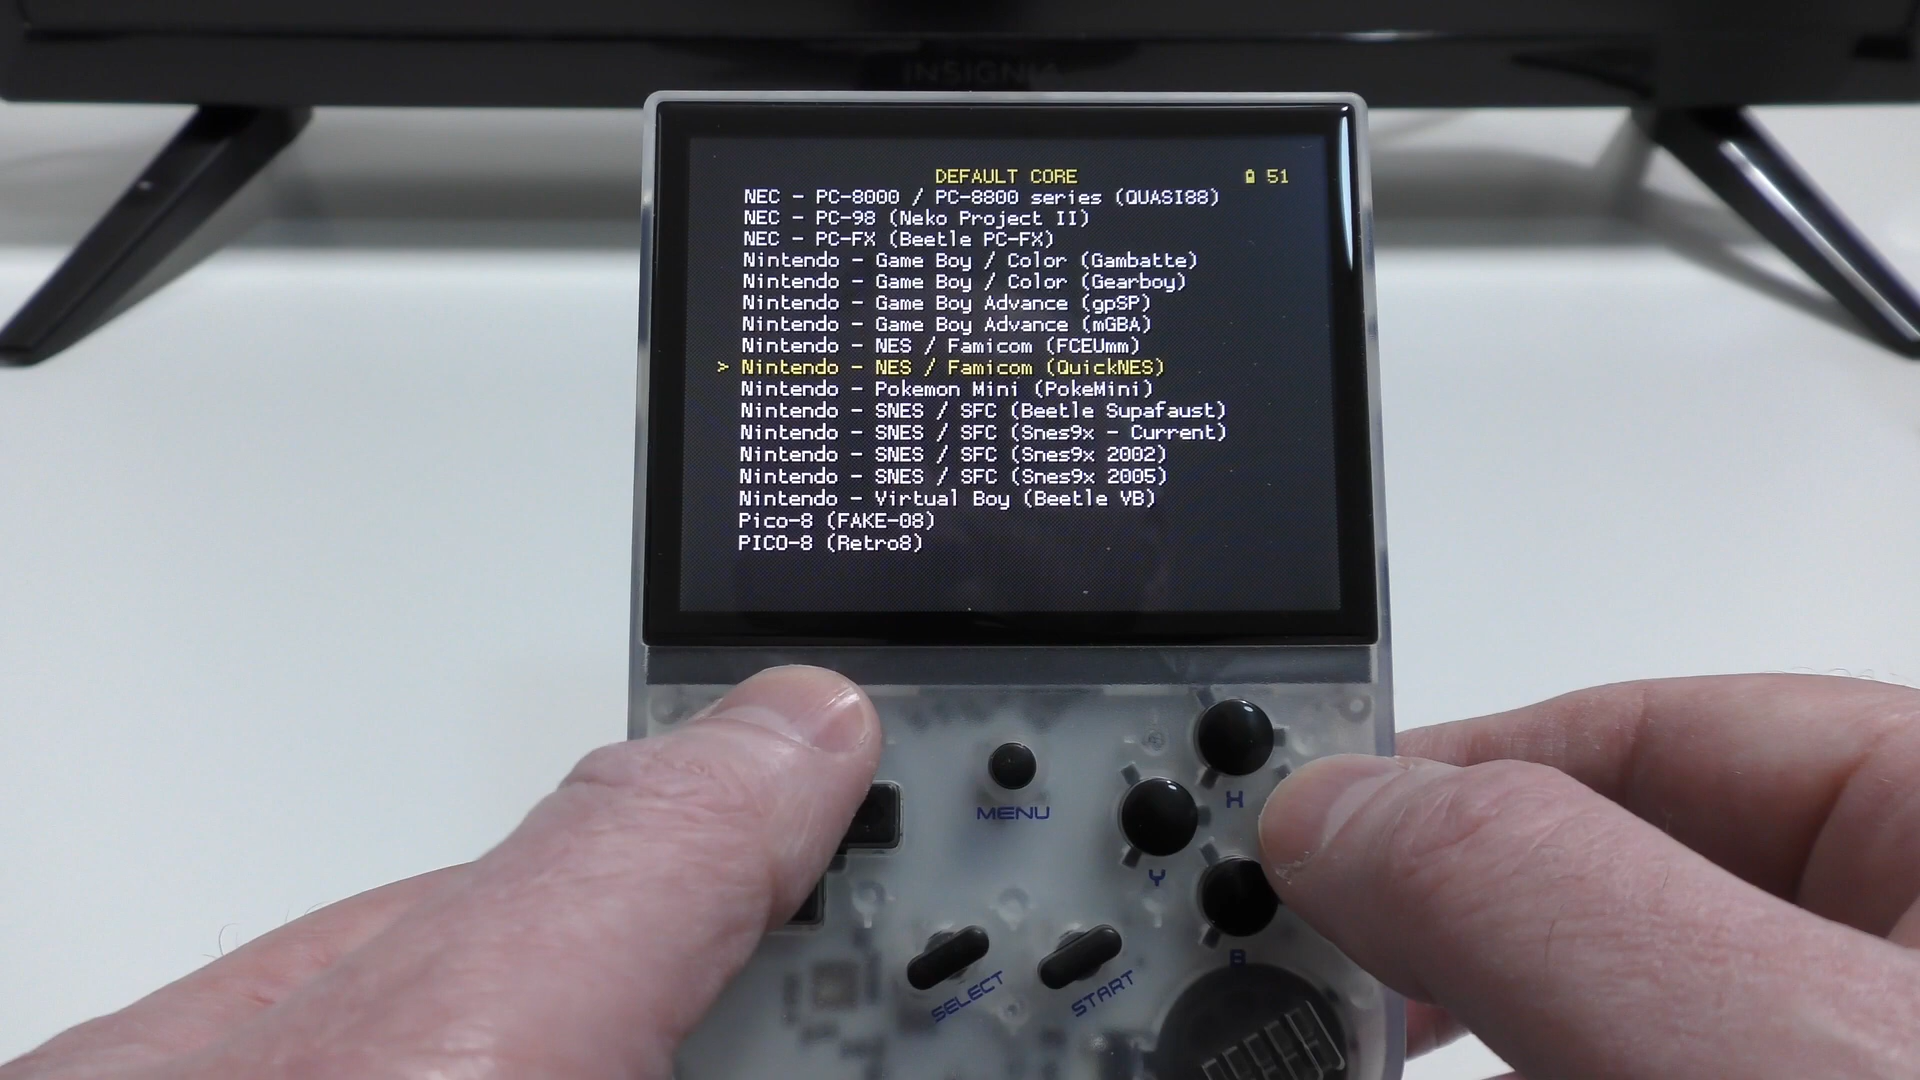 INSIGNIA
DEFAULT CORE 51
NEC - PC-8000 / PC-8800 series (QUASI88)
NEC - PC-98 (Neko Project II)
NEC - PC-FX (Beetle PC-FX)
Nintendo - Game Boy / Color (Gambatte)
Nintendo - Game Boy / Color (Gearboy)
Nintendo - Game Boy Advance (gpSP)
Nintendo - Game Boy Advance (mGBA)
Nintendo - NES / Famicom (FCEUmm)
> Nintendo - NES / Famicom (QuickNES)
Nintendo - Pokemon Mini (PokeMini)
Nintendo - SNES / SFC (Beetle Supafaust)
Nintendo - SNES / SFC (Snes9x - Current)
Nintendo - SNES / SFC (Snes9x 2002)
Nintendo - SNES / SFC (Snes9x 2005)
Nintendo - Virtual Boy (Beetle VB)
Pico-8 (FAKE-08)
PICO-8 (Retro8)
MENU
X
Y
B
SELECT
START